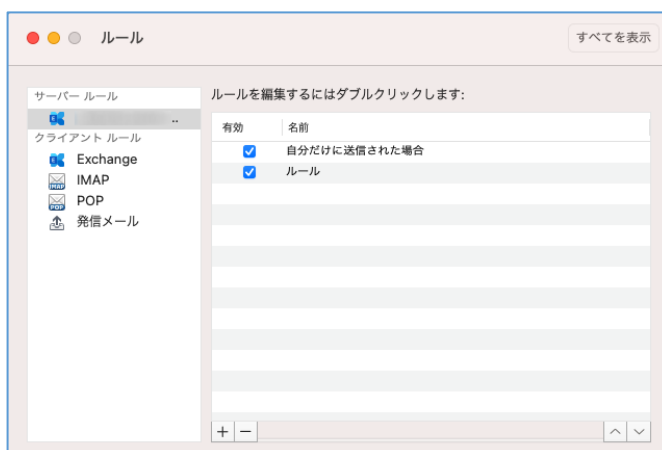 ルール
すべてを表示
サーバー ルール
..
クライアント ルール
Exchange
IMAP
POP
発信メール
ルールを編集するにはダブルクリックします:
有効 名前
自分だけに送信された場合
ルール